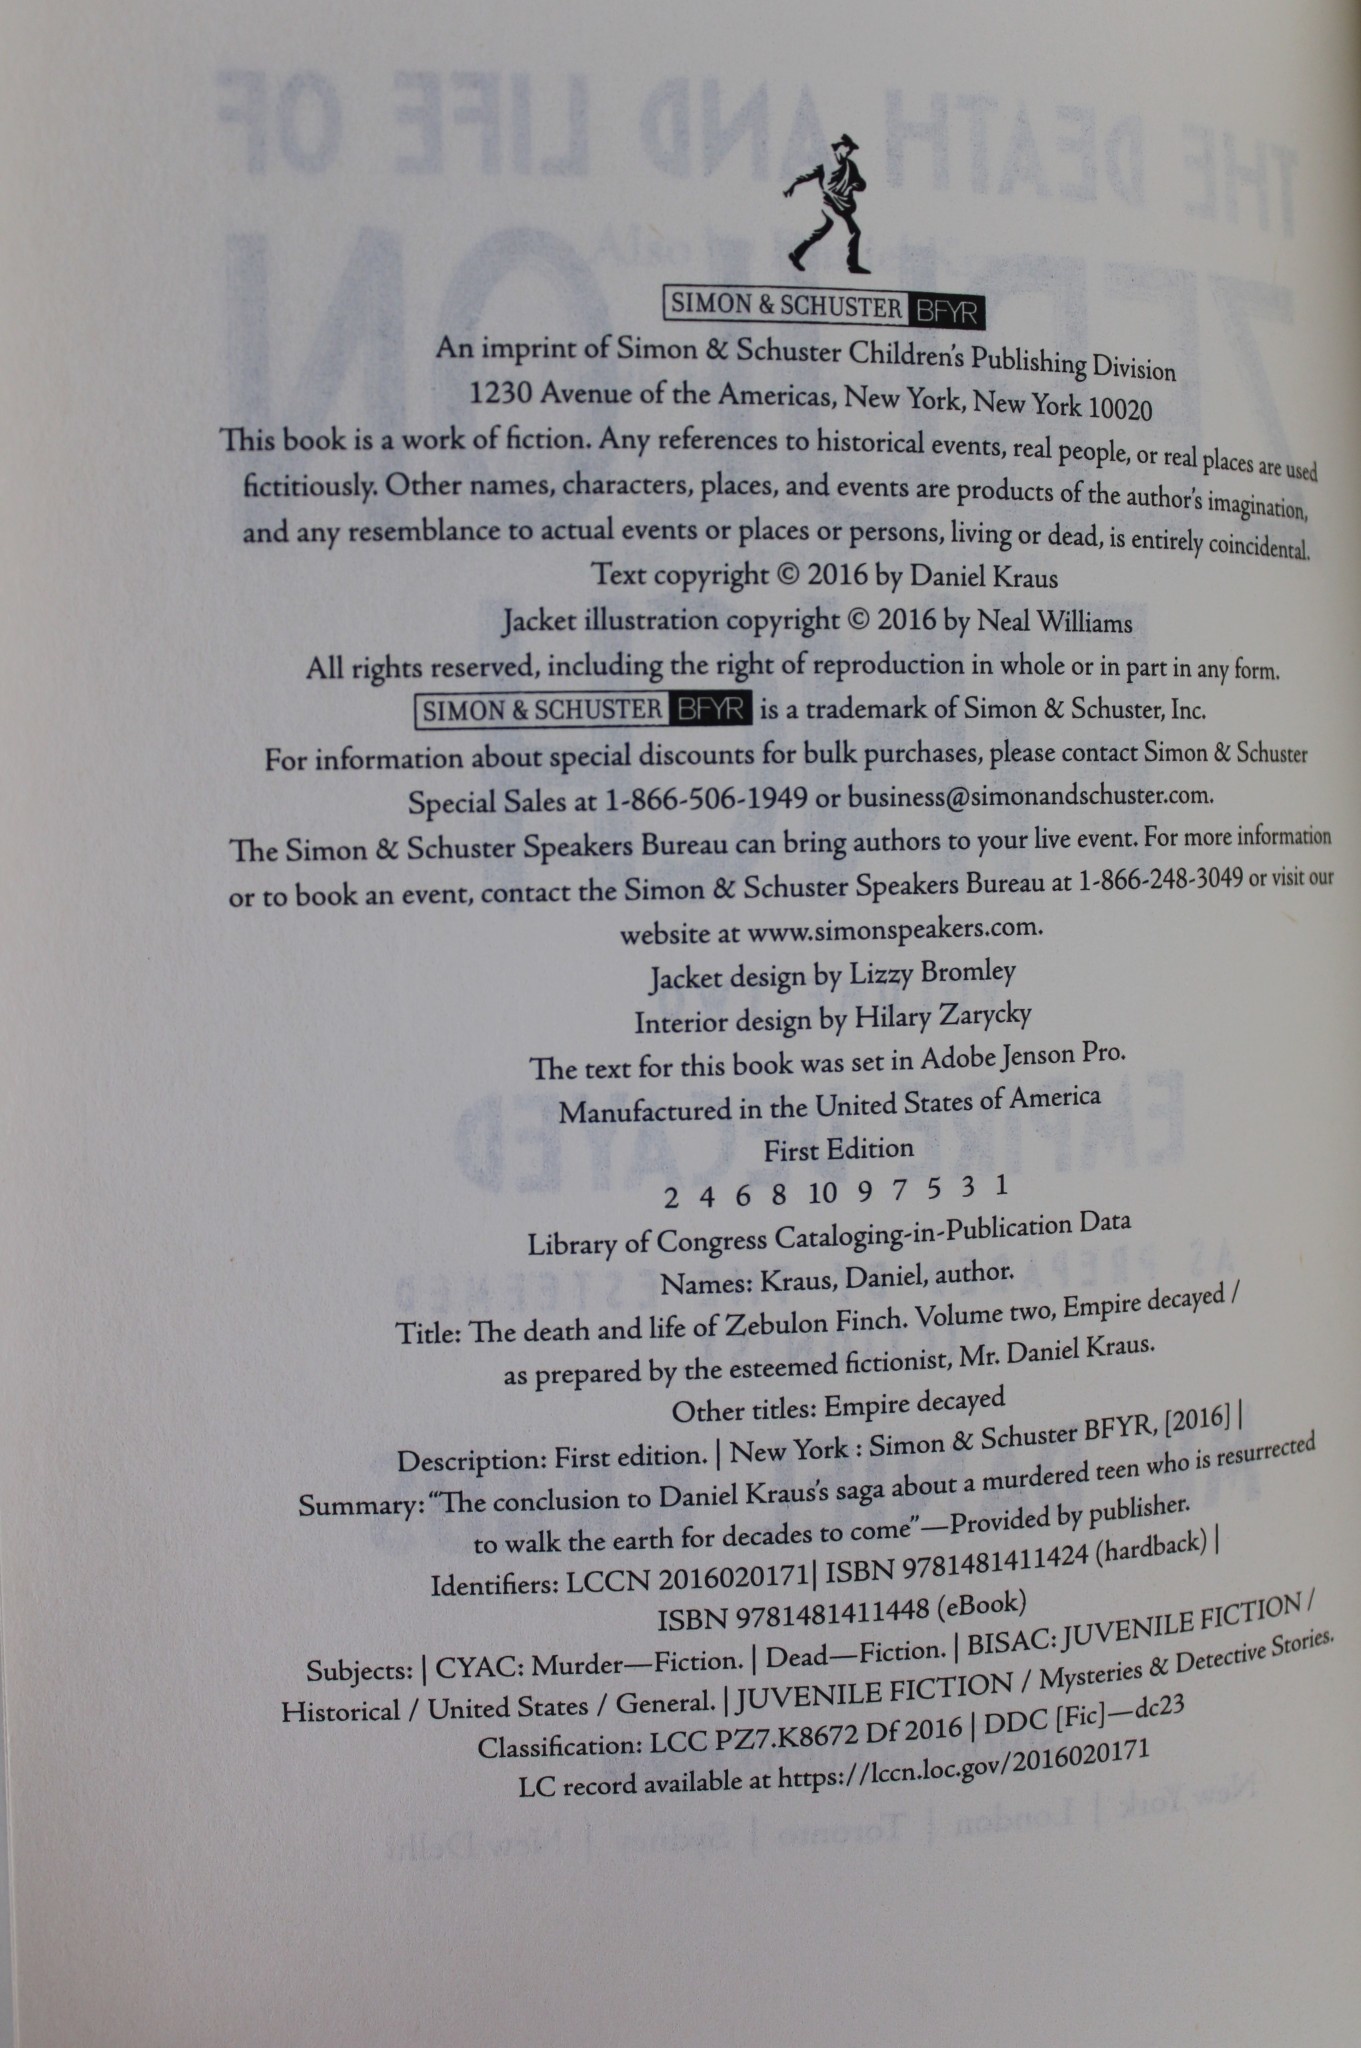 SIMON & SCHUSTER BFYR
An imprint of Simon & Schuster Children's Publishing Division
1230 Avenue of the Americas, New York, New York 10020
This book is a work of fiction. Any references to historical events, real people, or real places are used
fictitiously. Other names, characters, places, and events are products of the author's imagination,
and any resemblance to actual events or places or persons, living or dead, is entirely coincidental.
Text copyright © 2016 by Daniel Kraus
Jacket illustration copyright © 2016 by Neal Williams
All rights reserved, including the right of reproduction in whole or in part in any form.
SIMON & SCHUSTER BFYR is a trademark of Simon & Schuster, Inc.
For information about special discounts for bulk purchases, please contact Simon & Schuster
Special Sales at 1-866-506-1949 or business@simonandschuster.com.
The Simon & Schuster Speakers Bureau can bring authors to your live event. For more information
or to book an event, contact the Simon & Schuster Speakers Bureau at 1-866-248-3049 or visit our
website at www.simonspeakers.com.
Jacket design by Lizzy Bromley
Interior design by Hilary Zarycky
The text for this book was set in Adobe Jenson Pro.
Manufactured in the United States of America
First Edition
2 4 6 8 10 9 7 5 3 1
Library of Congress Cataloging-in-Publication Data
Names: Kraus, Daniel, author.
Title: The death and life of Zebulon Finch. Volume two, Empire decayed /
as prepared by the esteemed fictionist, Mr. Daniel Kraus.
Other titles: Empire decayed
Description: First edition. | New York : Simon & Schuster BFYR, [2016] |
Summary: “The conclusion to Daniel Kraus's saga about a murdered teen who is resurrected
to walk the earth for decades to come”—Provided by publisher.
Identifiers: LCCN 2016020171| ISBN 9781481411424 (hardback) |
ISBN 9781481411448 (eBook)
Subjects: | CYAC: Murder—Fiction. | Dead—Fiction. | BISAC: JUVENILE FICTION /
Historical / United States / General. | JUVENILE FICTION / Mysteries & Detective Stories.
Classification: LCC PZ7.K8672 Df 2016 | DDC [Fic]—dc23
LC record available at https://lccn.loc.gov/2016020171